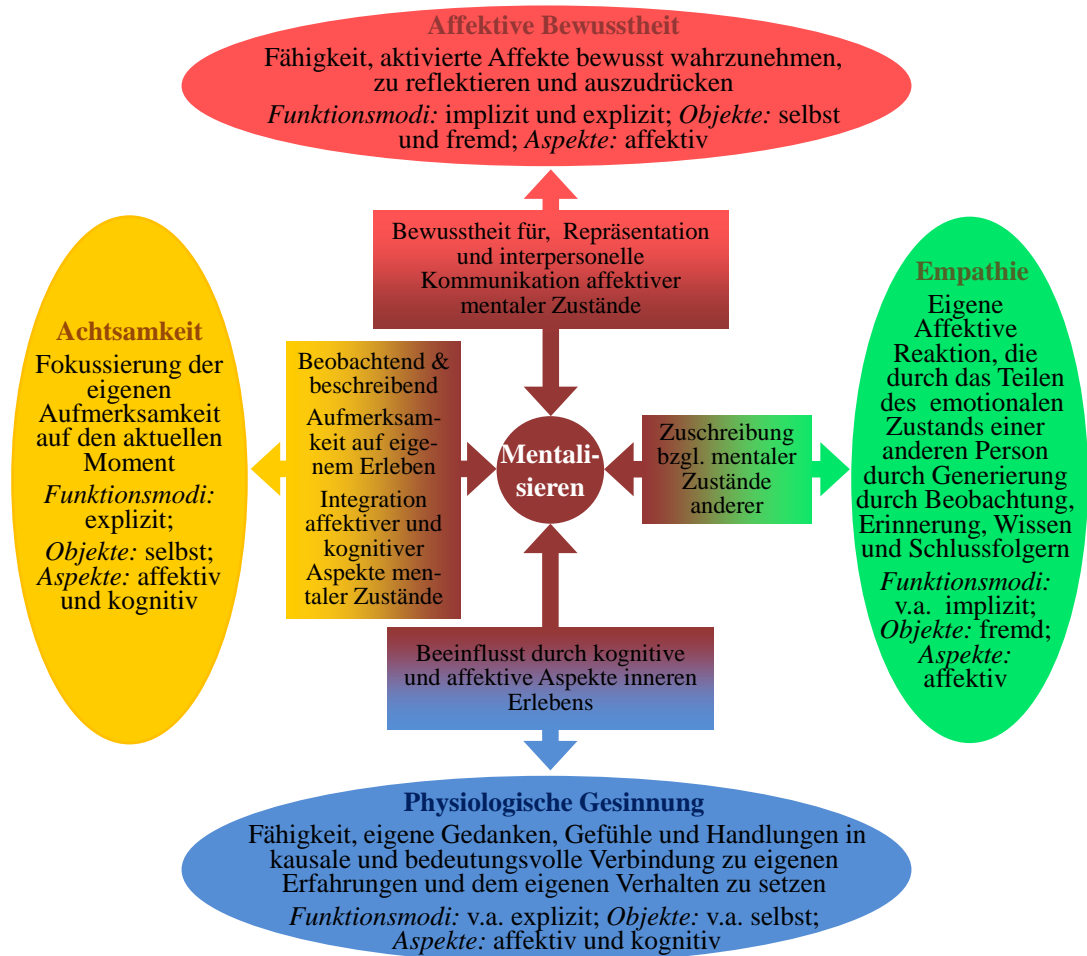 Affektive Bewusstheit
Fähigkeit, aktivierte Affekte bewusst wahrzunehmen,
zu reflektieren und auszudrücken
Funktionsmodi: implizit und explizit; Objekte: selbst
und fremd; Aspekte: affektiv
Bewusstheit für, Repräsentation
und interpersonelle
Kommunikation affektiver
mentaler Zustände
Achtsamkeit
Fokussierung der
eigenen
Aufmerksamkeit
auf den aktuellen
Moment
Funktionsmodi:
explizit;
Objekte: selbst;
Aspekte: affektiv
und kognitiv
Beobachtend &
beschreibend
Aufmerksam-
keit auf eige-
nem Erleben
Integration
affektiver und
kognitiver
Aspekte men-
taler Zustände
Mentali-
sieren
Zuschreibung
bzgl. mentaler
Zustände
anderer
Empathie
Eigene
Affektive
Reaktion, die
durch das Teilen
des emotionalen
Zustands einer
anderen Person
durch Generierung
durch Beobachtung,
Erinnerung, Wissen
und Schlussfolgern
Funktionsmodi:
v.a. implizit;
Objekte: fremd;
Aspekte:
affektiv
Beeinflusst durch kognitive
und affektive Aspekte inneren
Erlebens
Physiologische Gesinnung
Fähigkeit, eigene Gedanken, Gefühle und Handlungen in
kausale und bedeutungsvolle Verbindung zu eigenen
Erfahrungen und dem eigenen Verhalten zu setzen
Funktionsmodi: v.a. explizit; Objekte: v.a. selbst;
Aspekte: affektiv und kognitiv